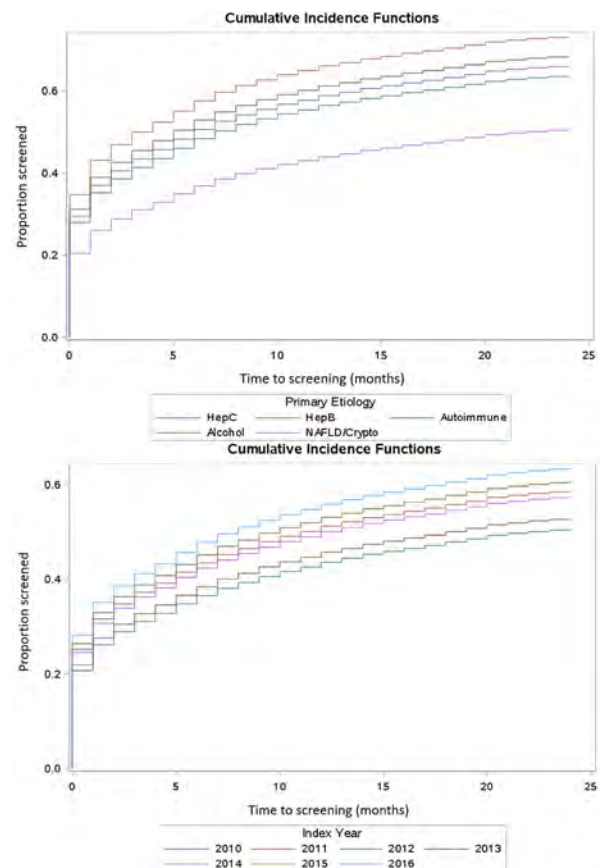 Cumulative Incidence Functions
Proportion screened
0.6
0.4
0.2
0.0
0 5 10 15 20 25
Time to screening (months)
Primary Etiology
HepC HepB Autoimmune
Alcohol NAFLD/Crypto
Cumulative Incidence Functions
Proportion screened
0.6
0.4
0.2
0.0
0 5 10 15 20 25
Time to screening (months)
Index Year
2010 2011 2012 2013
2014 2015 2016